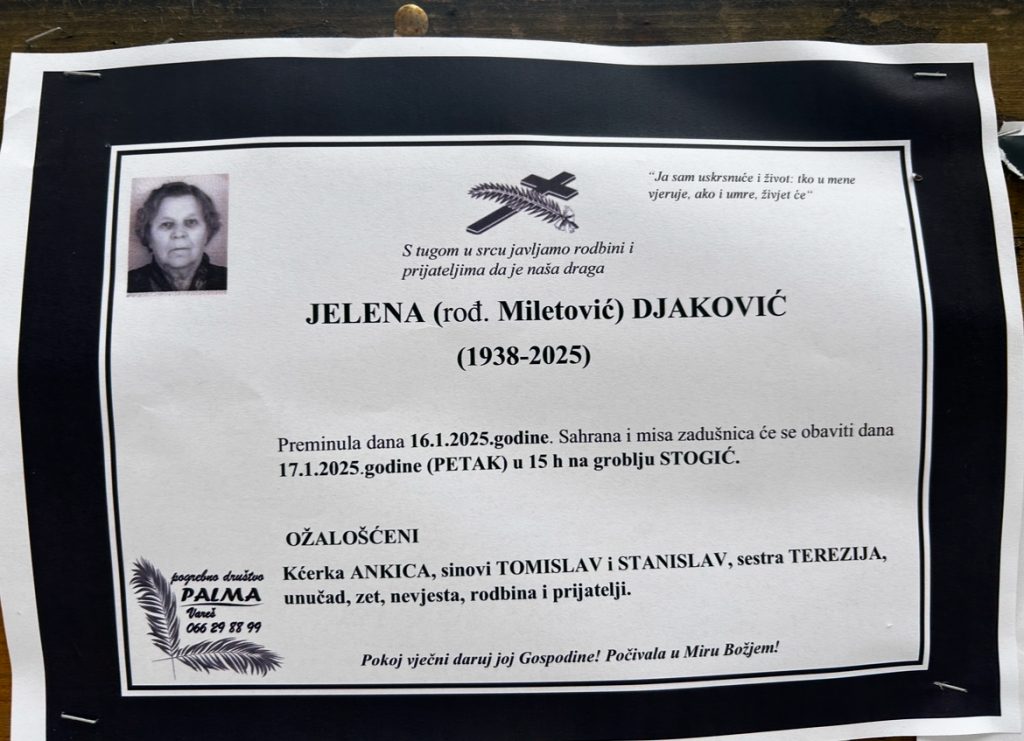 "Ja sam uskrsnuće i život: tko u mene
vjeruje, ako i umre, živjet će"
S tugom u srcu javljamo rodbini i
prijateljima da je naša draga
JELENA (rođ. Miletović) DJAKOVIĆ
(1938-2025)
Preminula dana 16.1.2025.godine. Sahrana i misa zadušnica će se obaviti dana
17.1.2025.godine (PETAK) u 15 h na groblju STOGIĆ.
OŽALOŠĆENI
Kćerka ANKICA, sinovi TOMISLAV i STANISLAV, sestra TEREZIJA,
unučad, zet, nevjesta, rodbina i prijatelji.
pogrebno društvo
PALMA
Vareš
066 29 88 99
Pokoj vječni daruj joj Gospodine! Počivala u Miru Božjem!